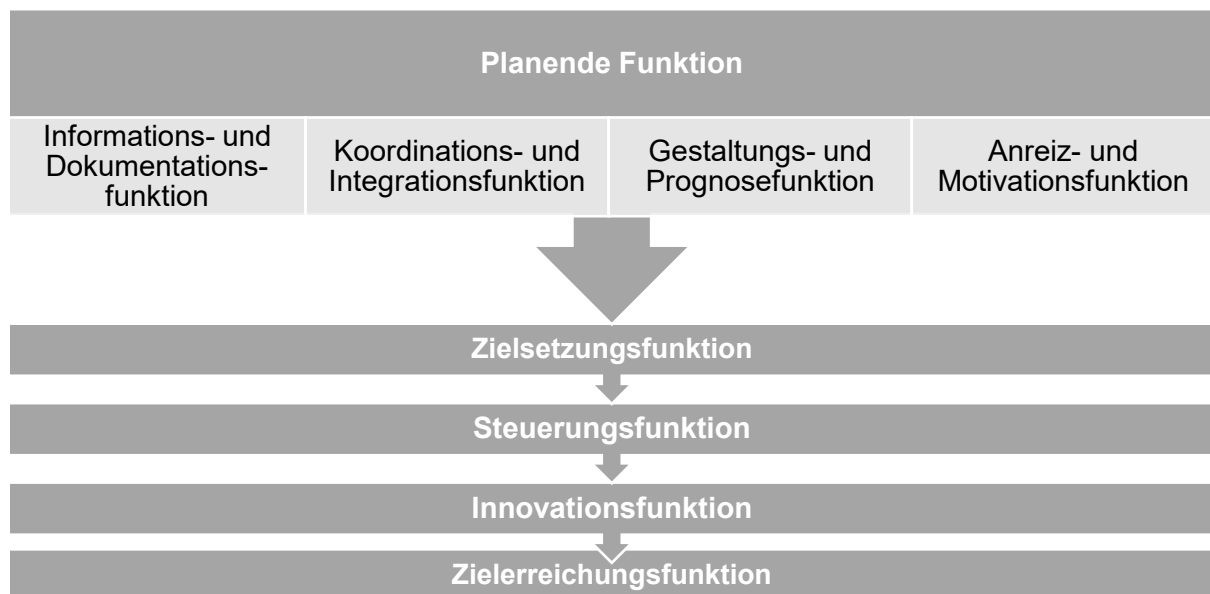 Planende Funktion
Informations- und
Dokumentations-
funktion
Koordinations- und
Integrationsfunktion
Gestaltungs- und
Prognosefunktion
Anreiz- und
Motivationsfunktion
Zielsetzungsfunktion
Steuerungsfunktion
Innovationsfunktion
Zielerreichungsfunktion